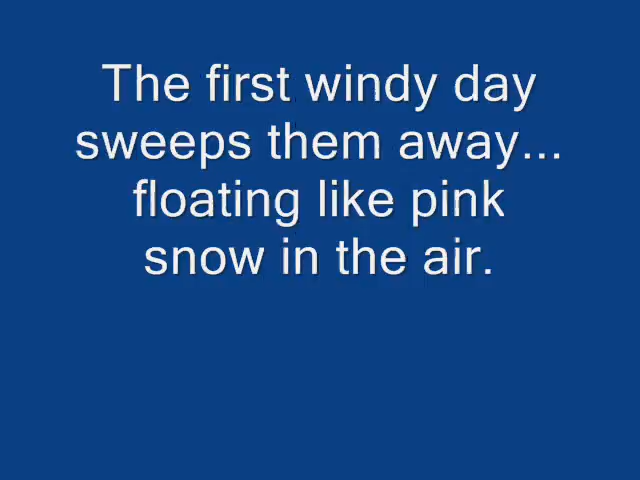 The first windy day
sweeps them away...
floating like pink
snow in the air.